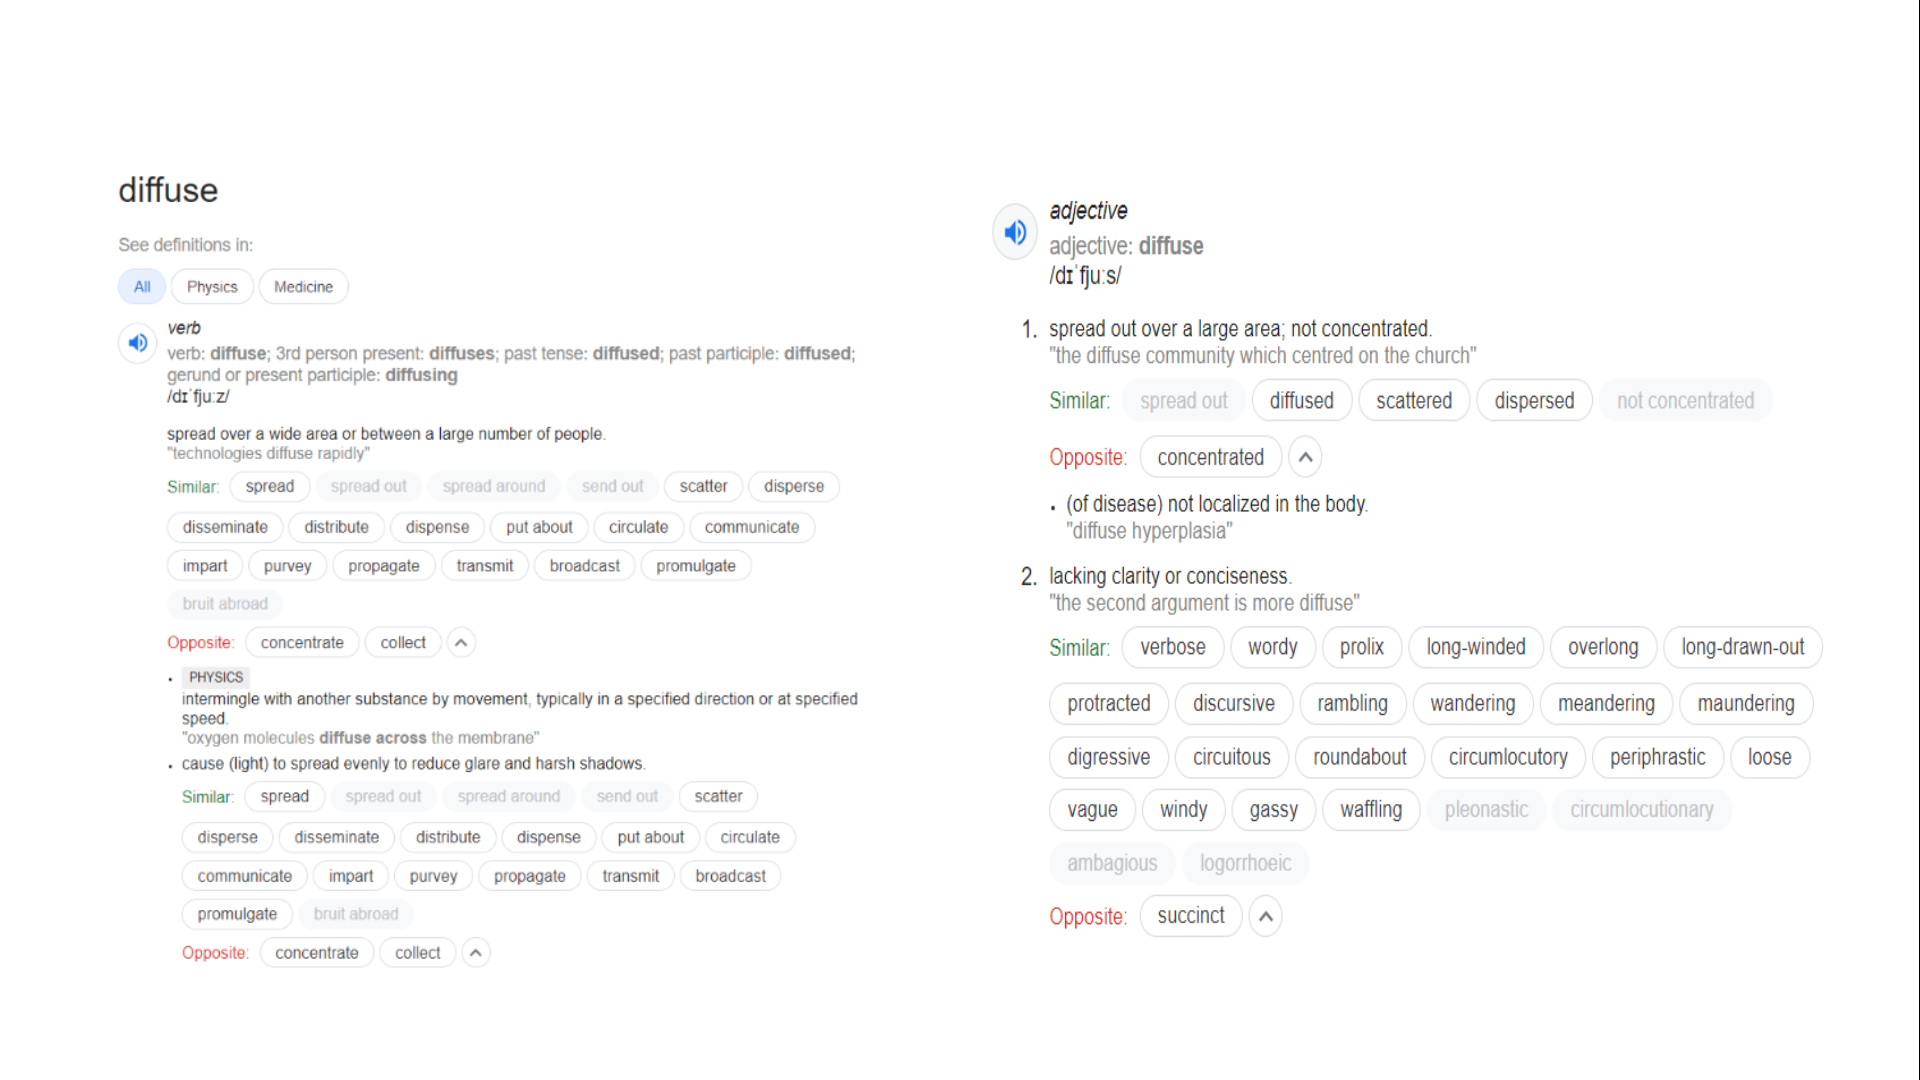 diffuse
See definitions in:
All Physics Medicine
verb
verb: diffuse; 3rd person present: diffuses; past tense: diffused; past participle: diffused;
gerund or present participle: diffusing
/dɪˈfjuːz/
spread over a wide area or between a large number of people.
"technologies diffuse rapidly"
Similar: spread spread out spread around send out scatter disperse
disseminate distribute dispense put about circulate communicate
impart purvey propagate transmit broadcast promulgate
bruit abroad
Opposite: concentrate collect
• PHYSICS
intermingle with another substance by movement, typically in a specified direction or at specified
speed.
"oxygen molecules diffuse across the membrane"
• cause (light) to spread evenly to reduce glare and harsh shadows.
Similar: spread spread out spread around send out scatter
disperse disseminate distribute dispense put about circulate
communicate impart purvey propagate transmit broadcast
promulgate bruit abroad
Opposite: concentrate collect
adjective
adjective: diffuse
/dɪˈfjuːs/
1. spread out over a large area; not concentrated.
"the diffuse community which centred on the church"
Similar: spread out diffused scattered dispersed not concentrated
Opposite: concentrated
• (of disease) not localized in the body.
"diffuse hyperplasia"
2. lacking clarity or conciseness.
"the second argument is more diffuse"
Similar: verbose wordy prolix long-winded overlong long-drawn-out
protracted discursive rambling wandering meandering maundering
digressive circuitous roundabout circumlocutory periphrastic loose
vague windy gassy waffling pleonastic circumlocutionary
ambagious logorrhoeic
Opposite: succinct